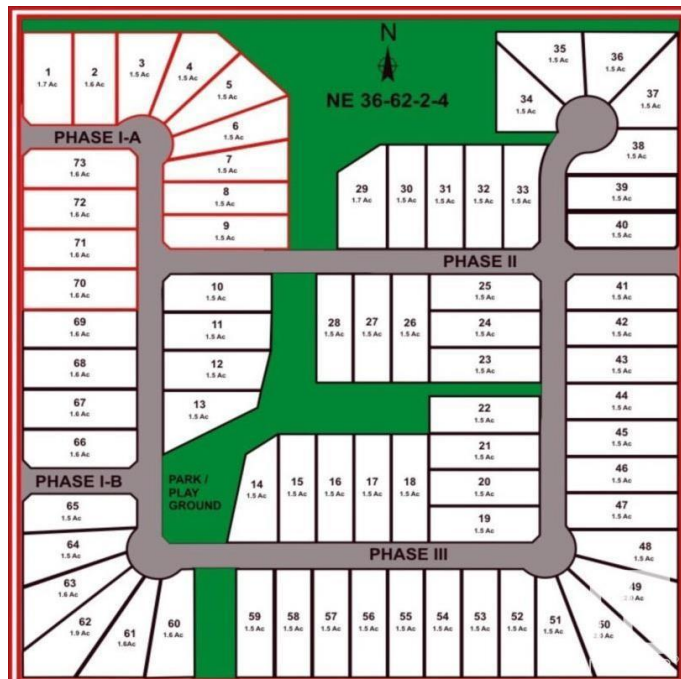 N
NE 36-62-2-4
1
1.7 Ac
2
1.6 Ac
3
1.5 Ac
4
1.5 Ac
5
1.5 Ac
6
1.5 Ac
7
1.5 Ac
8
1.5 Ac
9
1.5 Ac
PHASE I-A
73
1.6 Ac
72
1.6 Ac
71
1.6 Ac
70
1.6 Ac
69
1.6 Ac
68
1.6 Ac
67
1.6 Ac
66
1.6 Ac
35
1.5 Ac
36
1.5 Ac
34
1.5 Ac
37
1.5 Ac
38
1.5 Ac
39
1.5 Ac
40
1.5 Ac
29
1.7 Ac
30
1.5 Ac
31
1.5 Ac
32
1.5 Ac
33
1.5 Ac
PHASE II
10
1.5 Ac
11
1.5 Ac
12
1.5 Ac
13
1.5 Ac
28
1.5 Ac
27
1.5 Ac
26
1.5 Ac
25
1.5 Ac
24
1.5 Ac
23
1.5 Ac
22
1.5 Ac
21
1.5 Ac
20
1.5 Ac
19
1.5 Ac
41
1.5 Ac
42
1.5 Ac
43
1.5 Ac
44
1.5 Ac
45
1.5 Ac
46
1.5 Ac
47
1.5 Ac
48
1.5 Ac
PHASE I-B
PARK /
PLAY
GROUND
14
1.5 Ac
15
1.5 Ac
16
1.5 Ac
17
1.5 Ac
18
1.5 Ac
PHASE III
65
1.5 Ac
64
1.5 Ac
63
1.6 Ac
62
1.9 Ac
61
1.6Ac
60
1.6 Ac
59
1.5 Ac
58
1.5 Ac
57
1.5 Ac
56
1.5 Ac
55
1.5 Ac
54
1.5 Ac
53
1.5 Ac
52
1.5 Ac
51
1.5 Ac
50
49